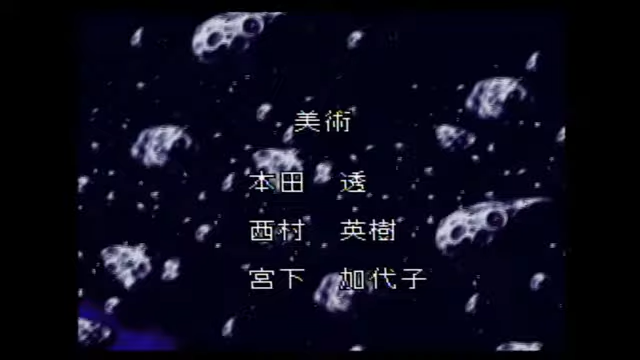 美術
本田　透
西村　英樹
宮下　加代子